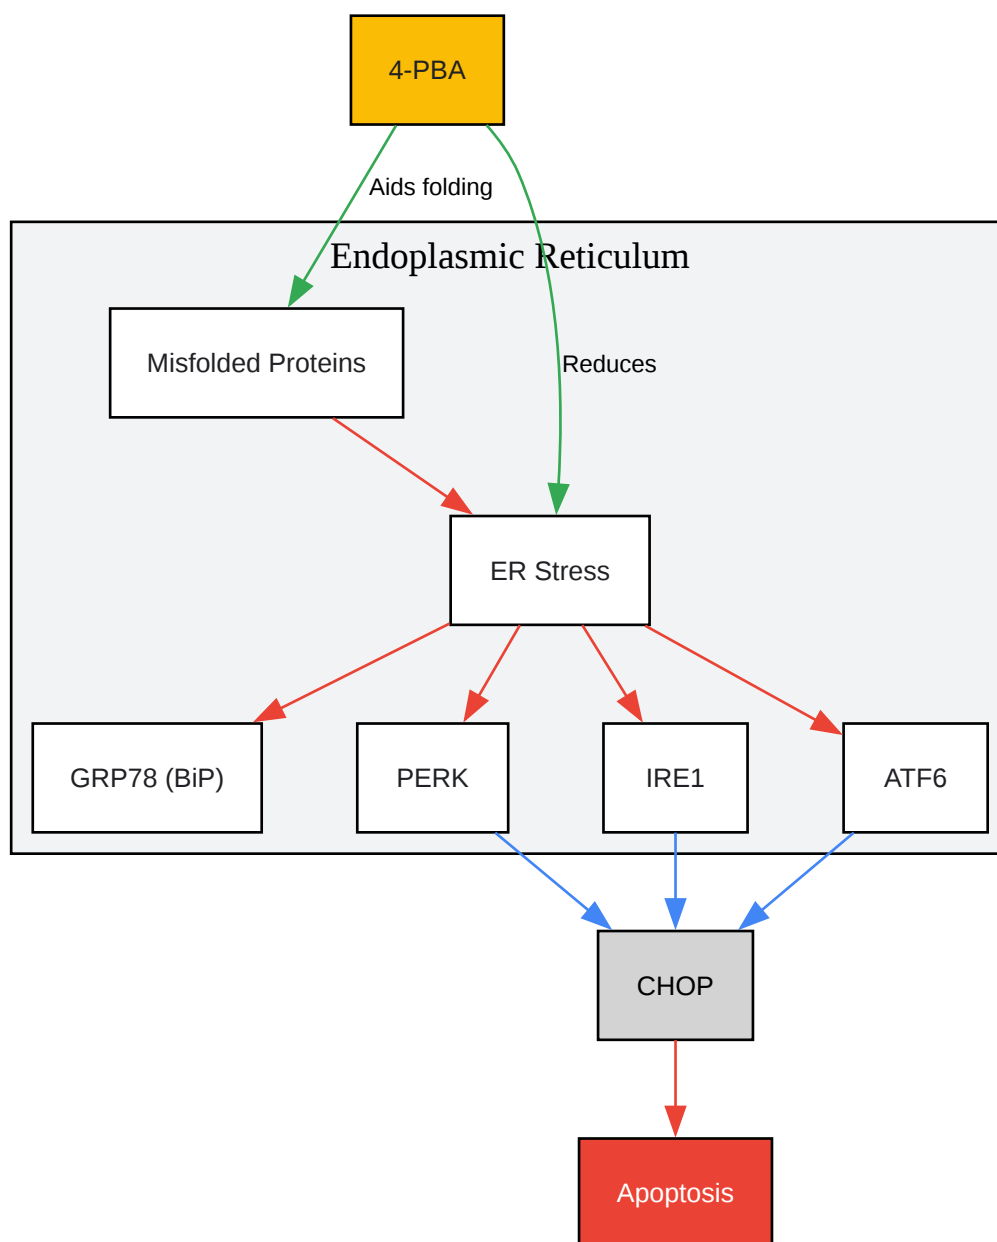 4-PBA
Aids folding
Endoplasmic Reticulum
Misfolded Proteins
Reduces
ER Stress
GRP78 (BiP)
PERK
IRE1
ATF6
CHOP
Apoptosis